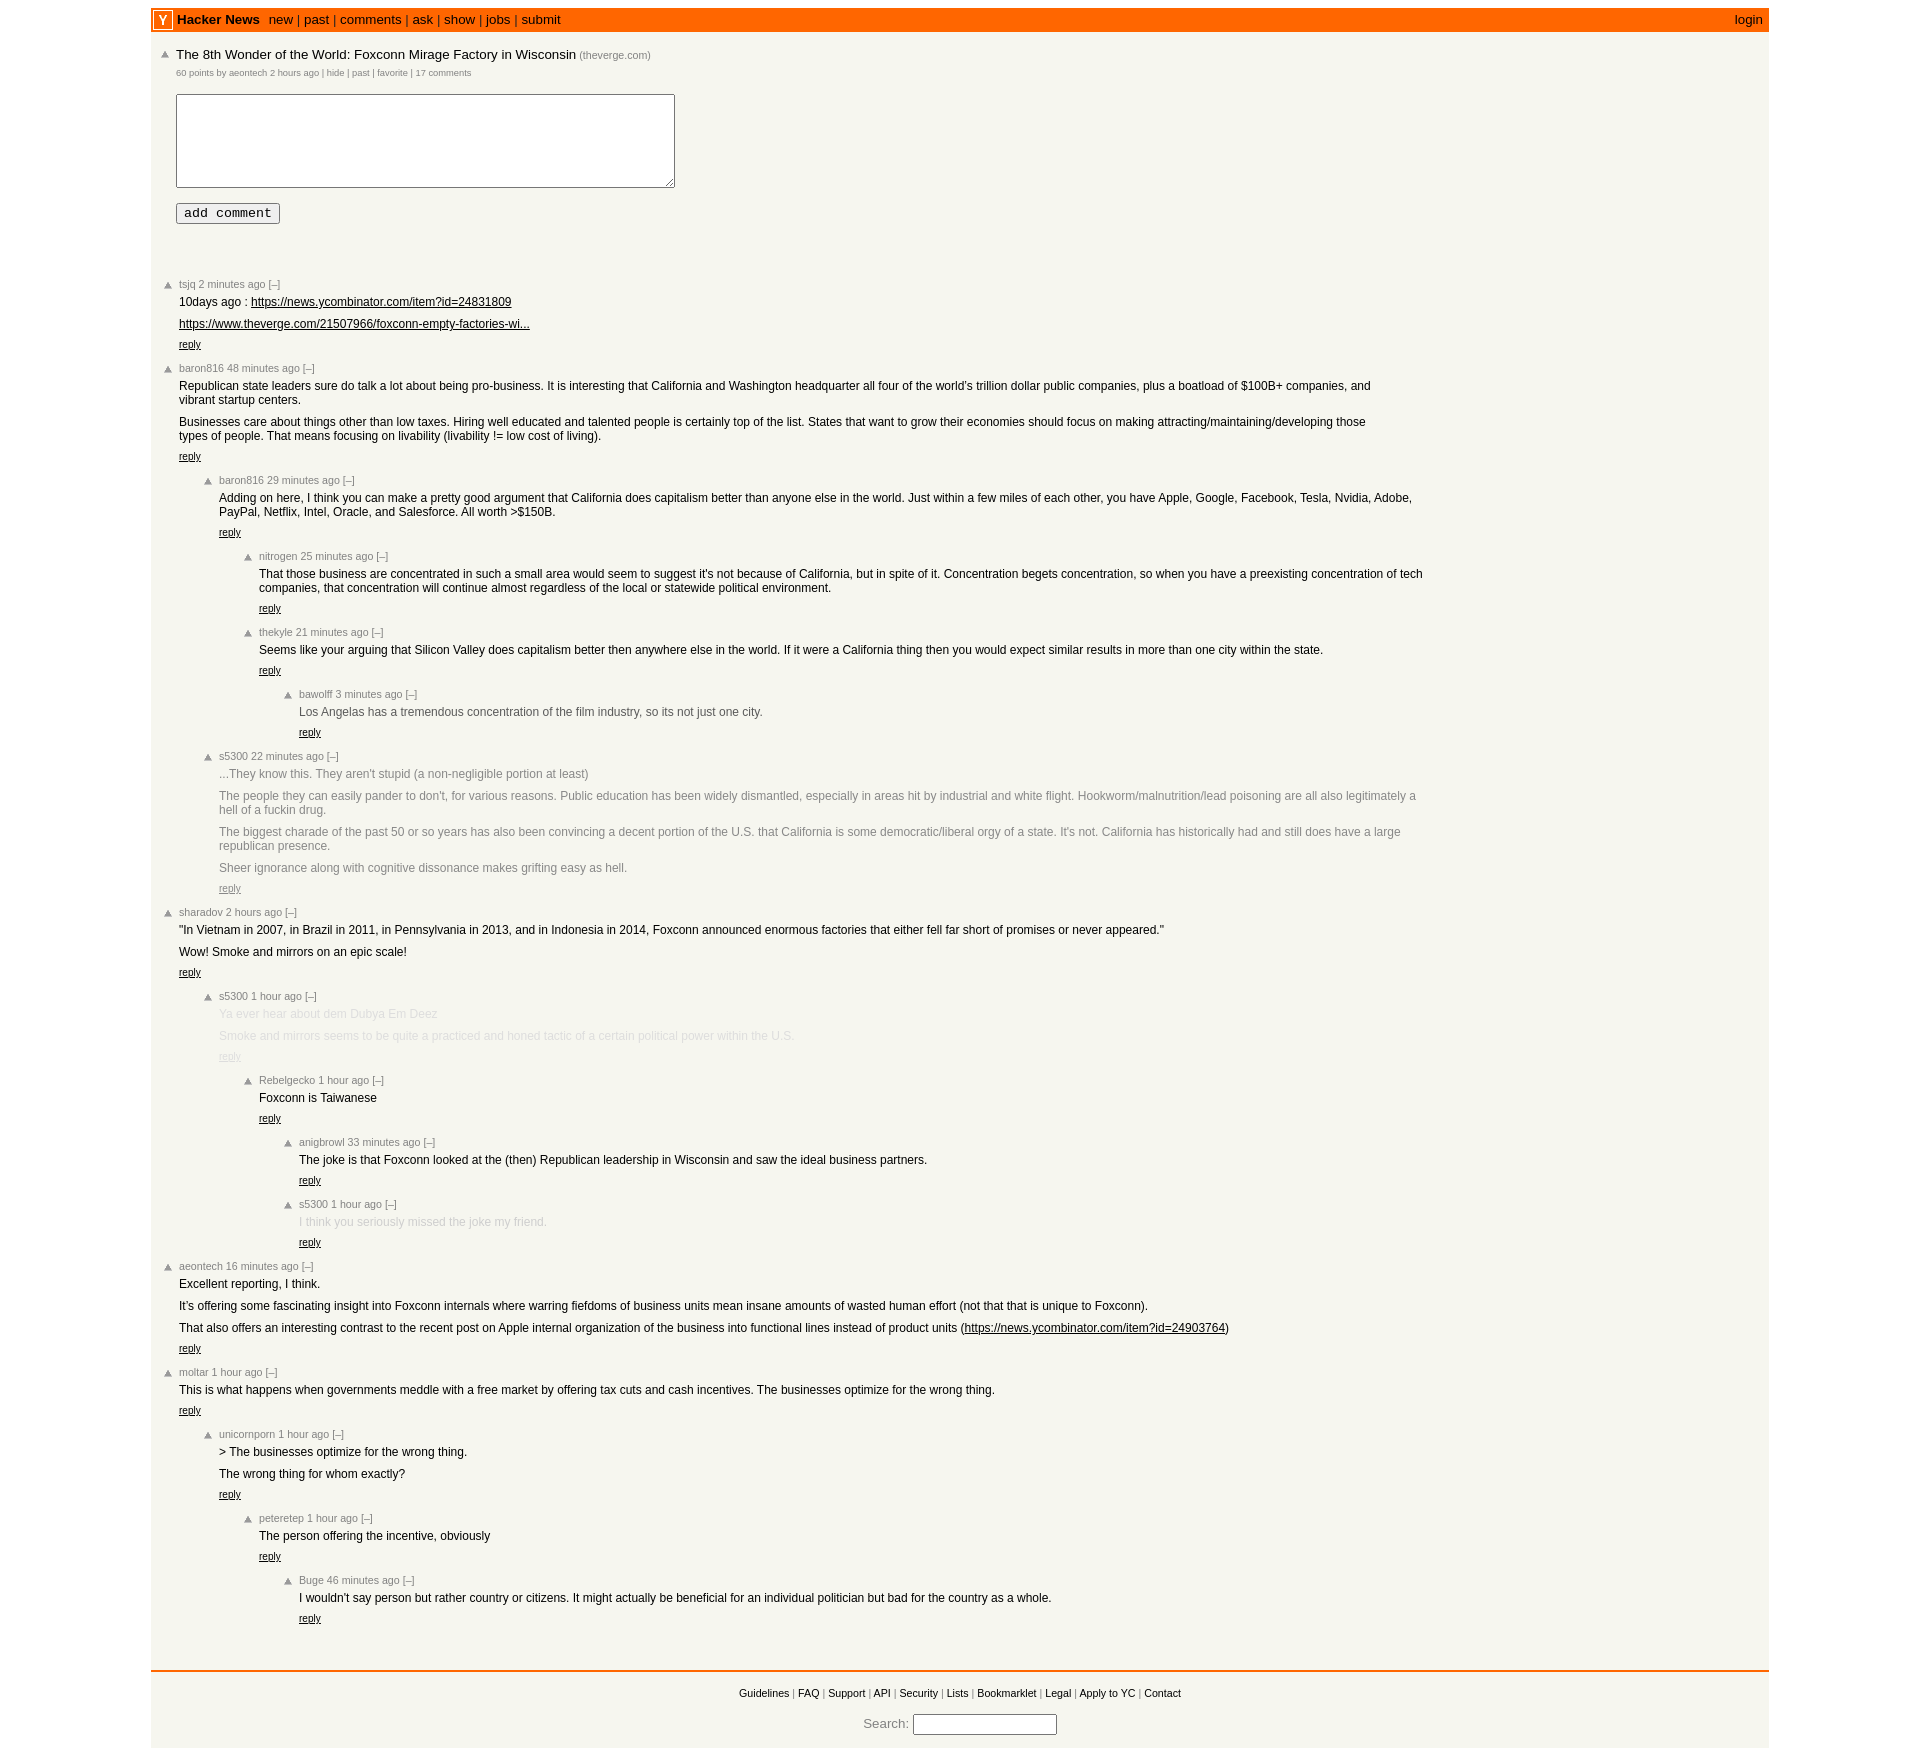 Y Hacker News new | past | comments | ask | show | jobs | submit login
The 8th Wonder of the World: Foxconn Mirage Factory in Wisconsin (theverge.com)
60 points by aeontech 2 hours ago | hide | past | favorite | 17 comments
add comment
tsjq 2 minutes ago [–]
10days ago : https://news.ycombinator.com/item?id=24831809
https://www.theverge.com/21507966/foxconn-empty-factories-wi...
reply
baron816 48 minutes ago [–]
Republican state leaders sure do talk a lot about being pro-business. It is interesting that California and Washington headquarter all four of the world's trillion dollar public companies, plus a boatload of $100B+ companies, and
vibrant startup centers.
Businesses care about things other than low taxes. Hiring well educated and talented people is certainly top of the list. States that want to grow their economies should focus on making attracting/maintaining/developing those
types of people. That means focusing on livability (livability != low cost of living).
reply
baron816 29 minutes ago [–]
Adding on here, I think you can make a pretty good argument that California does capitalism better than anyone else in the world. Just within a few miles of each other, you have Apple, Google, Facebook, Tesla, Nvidia, Adobe,
PayPal, Netflix, Intel, Oracle, and Salesforce. All worth >$150B.
reply
nitrogen 25 minutes ago [–]
That those business are concentrated in such a small area would seem to suggest it's not because of California, but in spite of it. Concentration begets concentration, so when you have a preexisting concentration of tech
companies, that concentration will continue almost regardless of the local or statewide political environment.
reply
thekyle 21 minutes ago [–]
Seems like your arguing that Silicon Valley does capitalism better then anywhere else in the world. If it were a California thing then you would expect similar results in more than one city within the state.
reply
bawolff 3 minutes ago [–]
Los Angelas has a tremendous concentration of the film industry, so its not just one city.
reply
s5300 22 minutes ago [–]
...They know this. They aren't stupid (a non-negligible portion at least)
The people they can easily pander to don't, for various reasons. Public education has been widely dismantled, especially in areas hit by industrial and white flight. Hookworm/malnutrition/lead poisoning are all also legitimately a
hell of a fuckin drug.
The biggest charade of the past 50 or so years has also been convincing a decent portion of the U.S. that California is some democratic/liberal orgy of a state. It's not. California has historically had and still does have a large
republican presence.
Sheer ignorance along with cognitive dissonance makes grifting easy as hell.
reply
sharadov 2 hours ago [–]
"In Vietnam in 2007, in Brazil in 2011, in Pennsylvania in 2013, and in Indonesia in 2014, Foxconn announced enormous factories that either fell far short of promises or never appeared."
Wow! Smoke and mirrors on an epic scale!
reply
s5300 1 hour ago [–]
Ya ever hear about dem Dubya Em Deez
Smoke and mirrors seems to be quite a practiced and honed tactic of a certain political power within the U.S.
reply
Rebelgecko 1 hour ago [–]
Foxconn is Taiwanese
reply
anigbrowl 33 minutes ago [–]
The joke is that Foxconn looked at the (then) Republican leadership in Wisconsin and saw the ideal business partners.
reply
s5300 1 hour ago [–]
I think you seriously missed the joke my friend.
reply
aeontech 16 minutes ago [–]
Excellent reporting, I think.
It's offering some fascinating insight into Foxconn internals where warring fiefdoms of business units mean insane amounts of wasted human effort (not that that is unique to Foxconn).
That also offers an interesting contrast to the recent post on Apple internal organization of the business into functional lines instead of product units (https://news.ycombinator.com/item?id=24903764)
reply
moltar 1 hour ago [–]
This is what happens when governments meddle with a free market by offering tax cuts and cash incentives. The businesses optimize for the wrong thing.
reply
unicornporn 1 hour ago [–]
> The businesses optimize for the wrong thing.
The wrong thing for whom exactly?
reply
peteretep 1 hour ago [–]
The person offering the incentive, obviously
reply
Buge 46 minutes ago [–]
I wouldn't say person but rather country or citizens. It might actually be beneficial for an individual politician but bad for the country as a whole.
reply
Guidelines | FAQ | Support | API | Security | Lists | Bookmarklet | Legal | Apply to YC | Contact
Search: